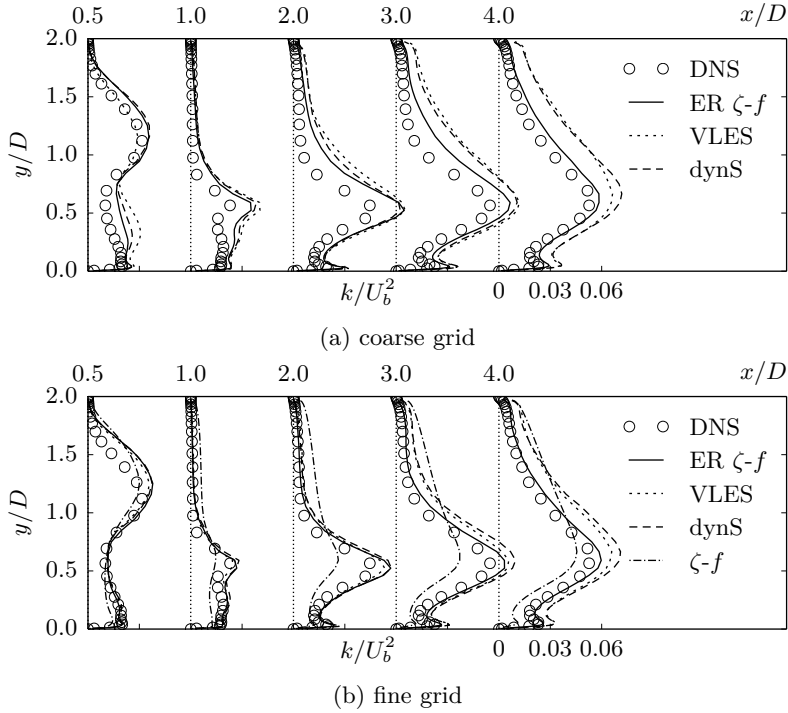 0.5 1.0 2.0 3.0 4.0 x/D
2.0
1.5
1.0
0.5
0.0
y/D
DNS
ER ζ-f
VLES
dynS
k/U_b^2 0 0.03 0.06
(a) coarse grid
0.5 1.0 2.0 3.0 4.0 x/D
2.0
1.5
1.0
0.5
0.0
y/D
DNS
ER ζ-f
VLES
dynS
ζ-f
k/U_b^2 0 0.03 0.06
(b) fine grid